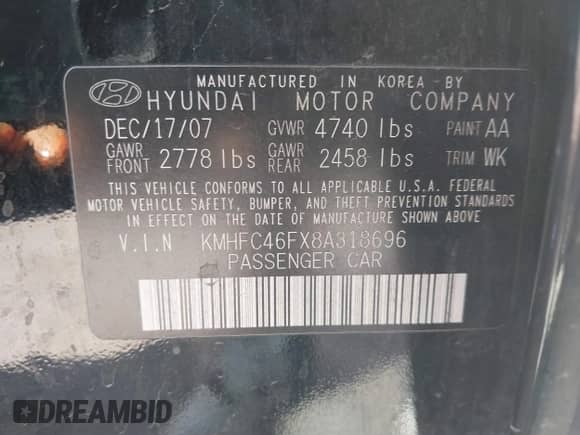 MANUFACTURED IN KOREA-BY
HYUNDAI MOTOR COMPANY
DEC/17/07 GVWR 4740 lbs PAINT AA
GAWR FRONT 2778 lbs GAWR REAR 2458 lbs TRIM WK
THIS VEHICLE CONFORMS TO ALL APPLICABLE U.S.A. FEDERAL
MOTOR VEHICLE SAFETY, BUMPER, AND THEFT PREVENTION STANDARDS
IN EFFECT ON THE DATE OF MANUFACTURE SHOWN ABOVE
V.I.N KMHFC46FX8A318696
PASSENGER CAR
DREAMBID